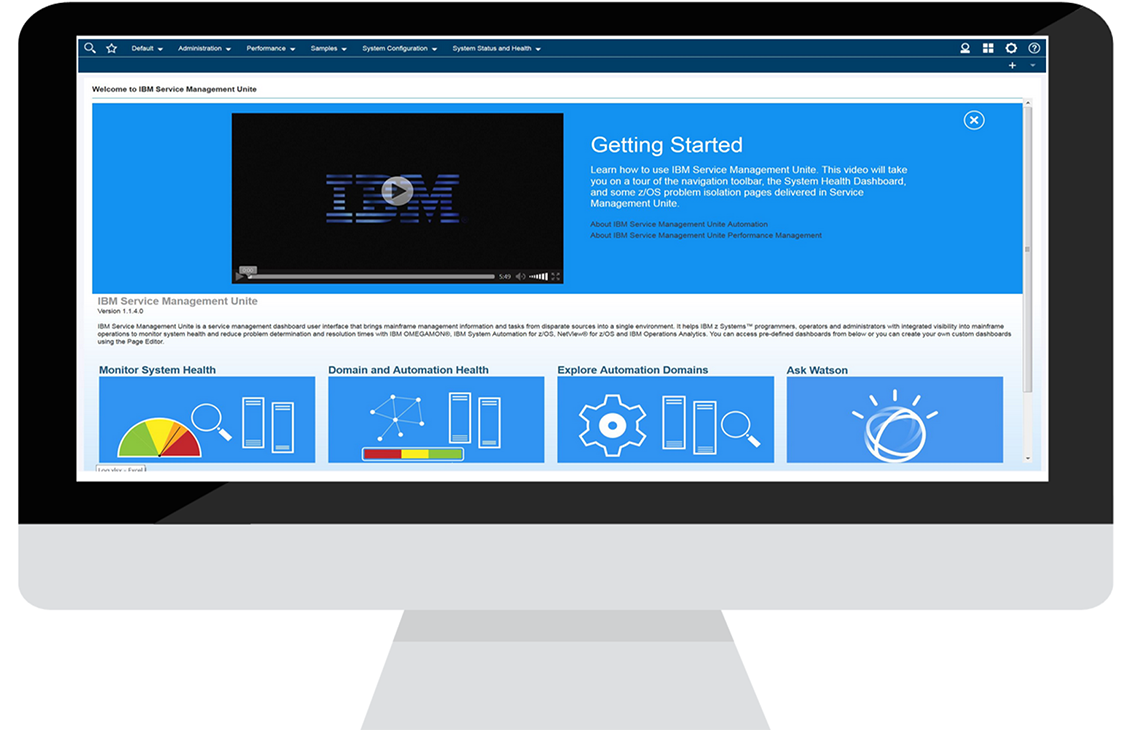 Default Administration Performance Samples System Configuration System Status and Health
Welcome to IBM Service Management Unite
IBM
0:00
5:49
Getting Started
Learn how to use IBM Service Management Unite. This video will take
you on a tour of the navigation toolbar, the System Health Dashboard,
and some z/OS problem isolation pages delivered in Service
Management Unite.
About IBM Service Management Unite Automation
About IBM Service Management Unite Performance Management
IBM Service Management Unite
Version 1.1.4.0
IBM Service Management Unite is a service management dashboard user interface that brings mainframe management information and tasks from disparate sources into a single environment. It helps IBM z Systems™ programmers, operators and administrators with integrated visibility into mainframe
operations to monitor system health and reduce problem determination and resolution times with IBM OMEGAMON®, IBM System Automation for z/OS, NetView® for z/OS and IBM Operations Analytics. You can access pre-defined dashboards from below or you can create your own custom dashboards
using the Page Editor.
Monitor System Health Domain and Automation Health Explore Automation Domains Ask Watson